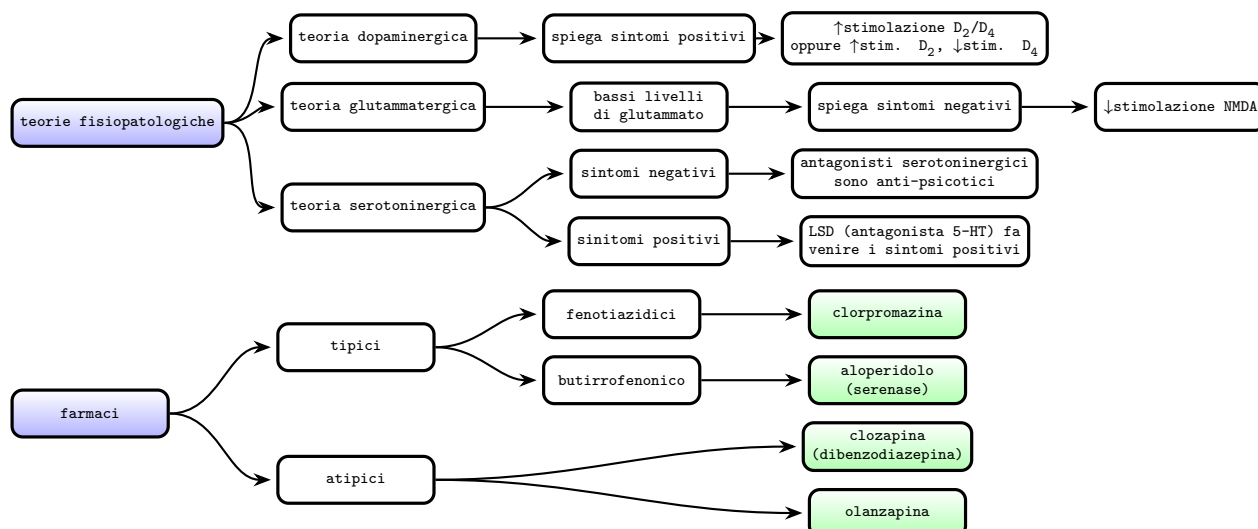 teorie fisiopatologiche
teoria dopaminergica
spiega sintomi positivi
↑stimolazione D₂/D₄
oppure ↑stim. D₂, ↓stim. D₄
teoria glutammatergica
bassi livelli
di glutammato
spiega sintomi negativi
↓stimolazione NMDA
teoria serotoninergica
sintomi negativi
antagonisti serotoninergici
sono anti-psicotici
sinitomi positivi
LSD (antagonista 5-HT) fa
venire i sintomi positivi
farmaci
tipici
fenotiazidici
clorpromazina
butirrofenonico
aloperidolo
(serenase)
atipici
clozapina
(dibenzodiazepina)
olanzapina